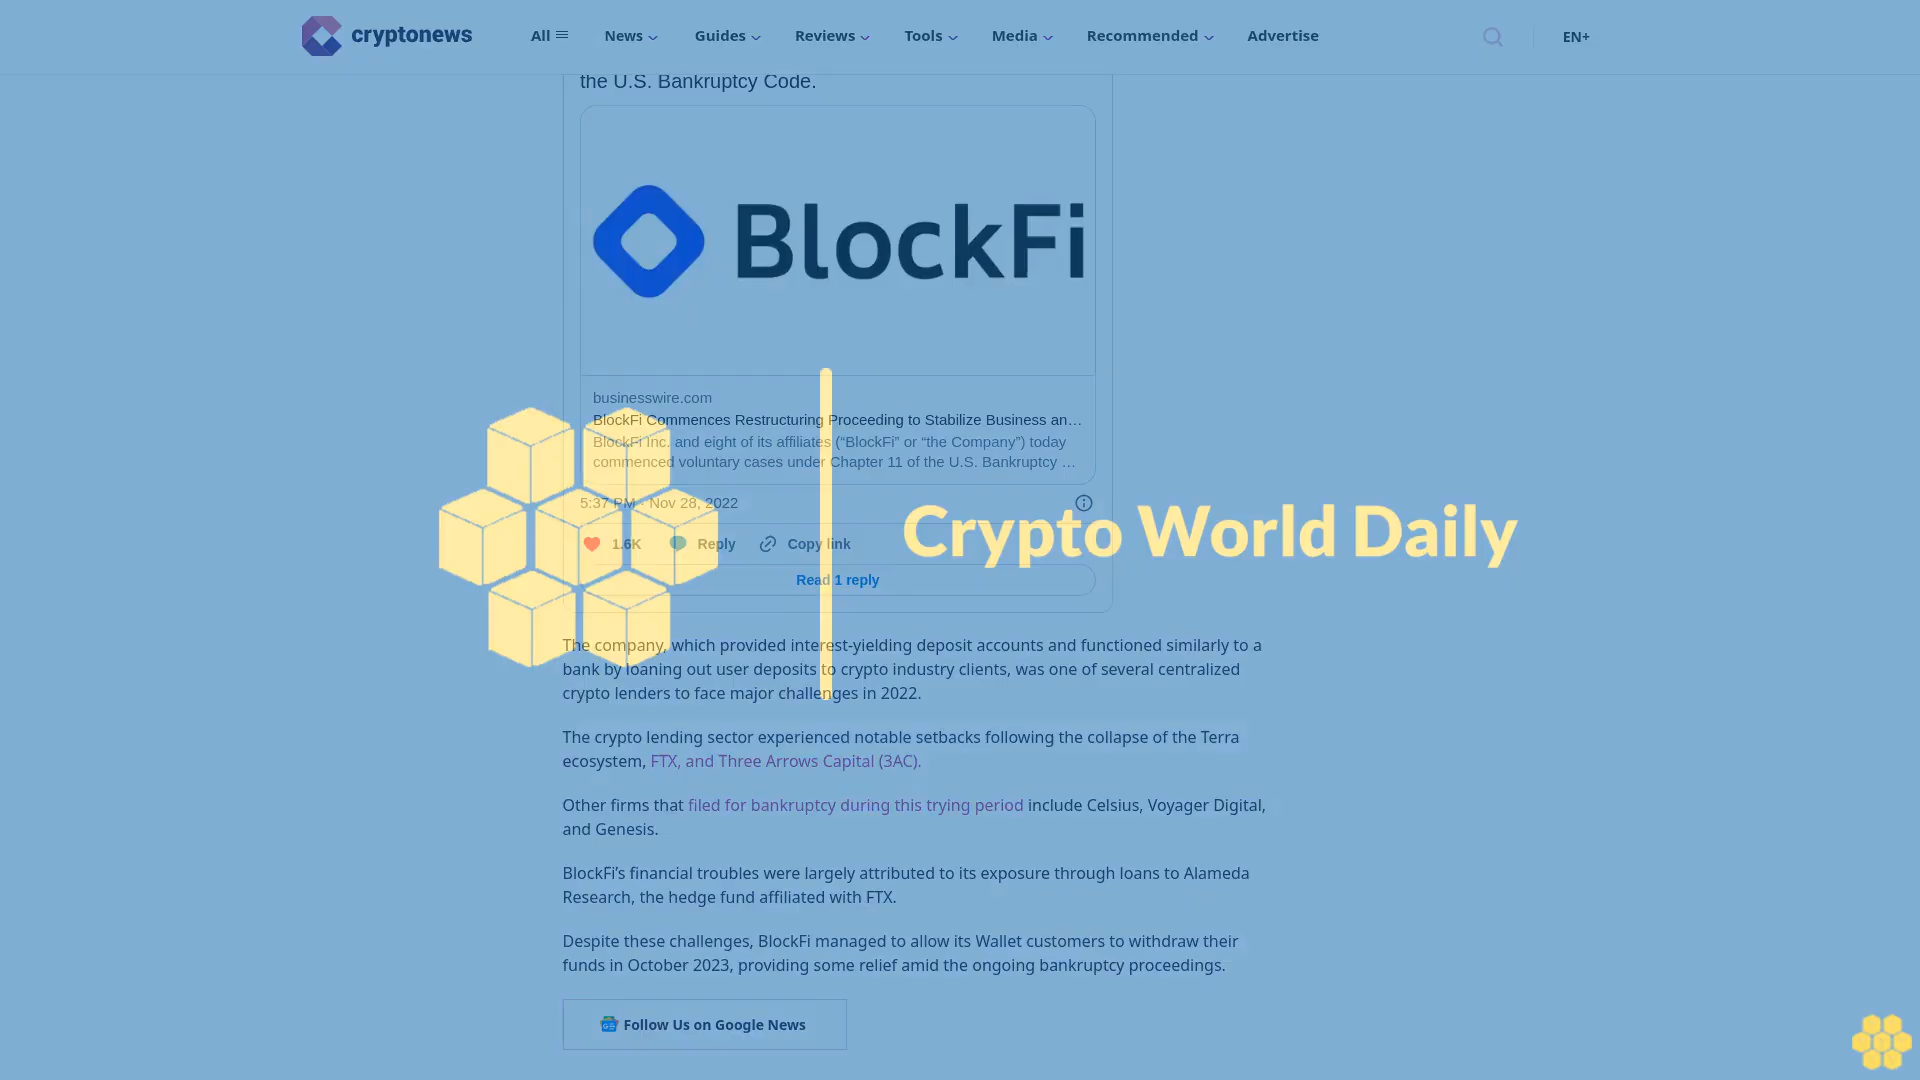 cryptonews
All
News
Guides
Reviews
Tools
Media
Recommended
Advertise
EN+
the U.S. Bankruptcy Code.
BlockFi
businesswire.com
BlockFi Commences Restructuring Proceeding to Stabilize Business an…
BlockFi Inc. and eight of its affiliates (“BlockFi” or “the Company”) today
commenced voluntary cases under Chapter 11 of the U.S. Bankruptcy …
5:37 PM · Nov 28, 2022
1.6K
Reply
Copy link
Read 1 reply
Crypto World Daily
The company, which provided interest-yielding deposit accounts and functioned similarly to a
bank by loaning out user deposits to crypto industry clients, was one of several centralized
crypto lenders to face major challenges in 2022.
The crypto lending sector experienced notable setbacks following the collapse of the Terra
ecosystem, FTX, and Three Arrows Capital (3AC).
Other firms that filed for bankruptcy during this trying period include Celsius, Voyager Digital,
and Genesis.
BlockFi’s financial troubles were largely attributed to its exposure through loans to Alameda
Research, the hedge fund affiliated with FTX.
Despite these challenges, BlockFi managed to allow its Wallet customers to withdraw their
funds in October 2023, providing some relief amid the ongoing bankruptcy proceedings.
Follow Us on Google News